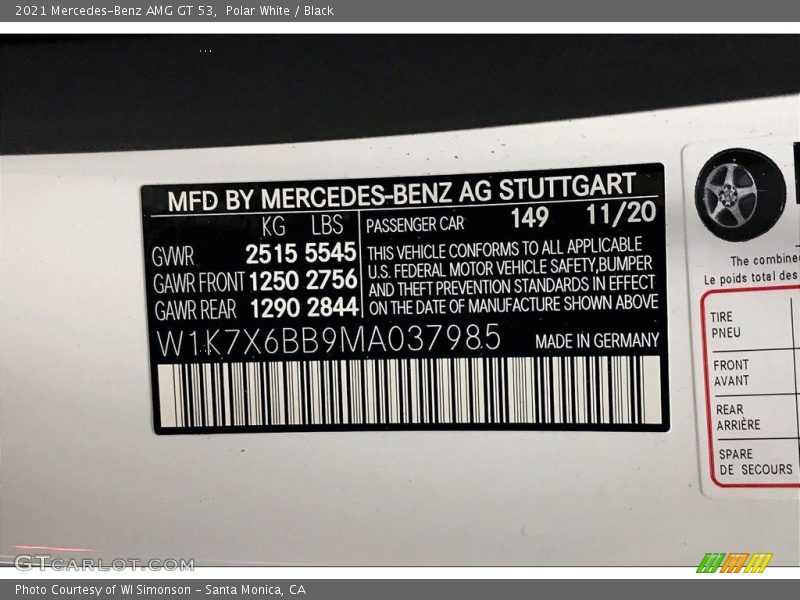 2021 Mercedes-Benz AMG GT 53,  Polar White / Black
MFD BY MERCEDES-BENZ AG STUTTGART
KG LBS
GVWR 2515 5545
GAWR FRONT 1250 2756
GAWR REAR 1290 2844
PASSENGER CAR 149 11/20
THIS VEHICLE CONFORMS TO ALL APPLICABLE
U.S. FEDERAL MOTOR VEHICLE SAFETY,BUMPER
AND THEFT PREVENTION STANDARDS IN EFFECT
ON THE DATE OF MANUFACTURE SHOWN ABOVE
W1K7X6BB9MA037985 MADE IN GERMANY
The combine
Le poids total des
TIRE
PNEU
FRONT
AVANT
REAR
ARRIÈRE
SPARE
DE SECOURS
GTCARLOT.COM
Photo Courtesy of WI Simonson - Santa Monica, CA